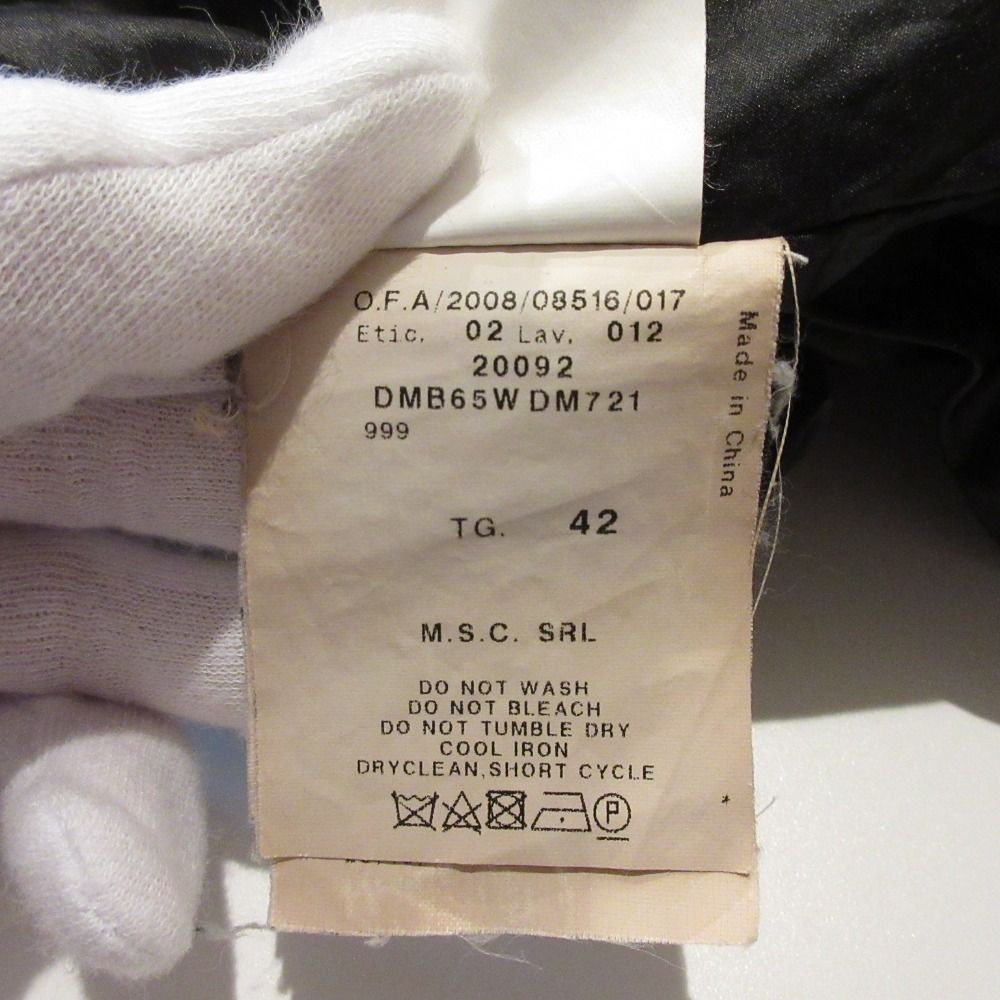 O.F.A/2008/08516/017
Etic. 02 Lav. 012
20092
DMB65W DM721
999
Made in China
TG. 42
M.S.C. SRL
DO NOT WASH
DO NOT BLEACH
DO NOT TUMBLE DRY
COOL IRON
DRYCLEAN,SHORT CYCLE
P
*